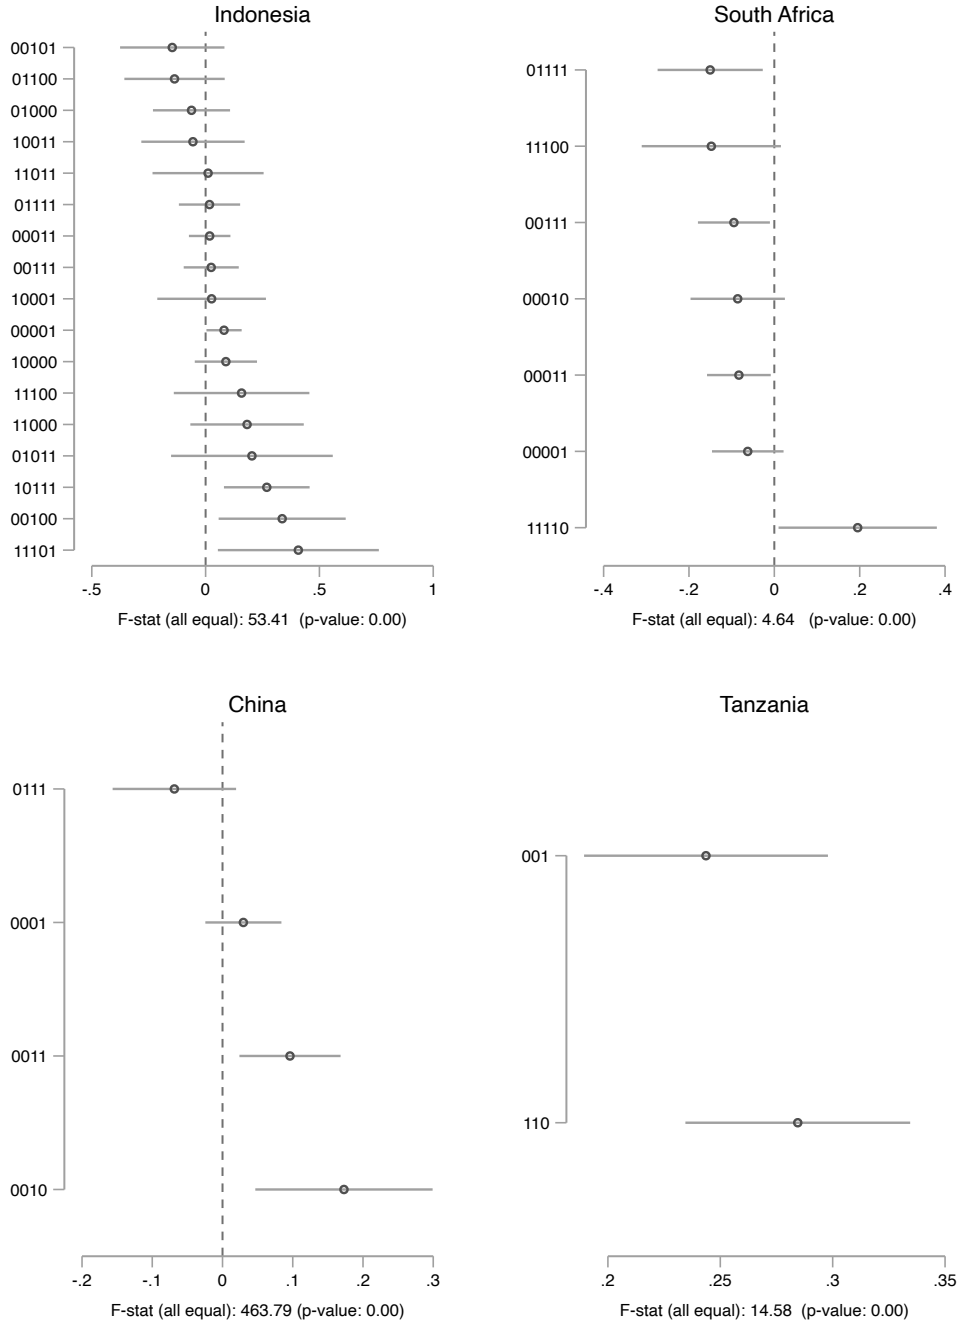 Indonesia
00101
01100
01000
10011
11011
01111
00011
00111
10001
00001
10000
11100
11000
01011
10111
00100
11101
-.5 0 .5 1
F-stat (all equal): 53.41 (p-value: 0.00)
South Africa
01111
11100
00111
00010
00011
00001
11110
-.4 -.2 0 .2 .4
F-stat (all equal): 4.64 (p-value: 0.00)
China
0111
0001
0011
0010
-.2 -.1 0 .1 .2 .3
F-stat (all equal): 463.79 (p-value: 0.00)
Tanzania
001
110
.2 .25 .3 .35
F-stat (all equal): 14.58 (p-value: 0.00)